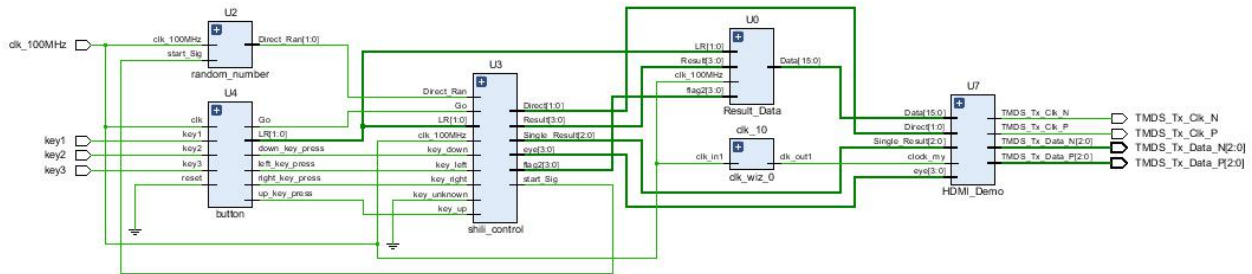 clk_100MHz
U2
clk_100MHz
start_Sig
Direct_Ran[1:0]
random_number
key1
key2
key3
U4
clk
key1
key2
key3
reset
Go
LR[1:0]
down_key_press
left_key_press
right_key_press
up_key_press
button
U3
Direct_Ran
Go
LR[1:0]
clk_100MHz
key_down
key_left
key_right
key_unknown
key_up
Direct[1:0]
Result[3:0]
Single_Result[2:0]
eye[3:0]
flag2[3:0]
start_Sig
shili_control
U0
LR[1:0]
Result[3:0]
clk_100MHz
flag2[3:0]
Data[15:0]
Result_Data
clk_10
clk_in1
clk_out1
clk_wiz_0
U7
Data[15:0]
Direct[1:0]
Single_Result[2:0]
clock_my
eye[3:0]
TMDS_Tx_Clk_N
TMDS_Tx_Clk_P
TMDS_Tx_Data_N[2:0]
TMDS_Tx_Data_P[2:0]
HDMI_Demo
TMDS_Tx_Clk_N
TMDS_Tx_Clk_P
TMDS_Tx_Data_N[2:0]
TMDS_Tx_Data_P[2:0]